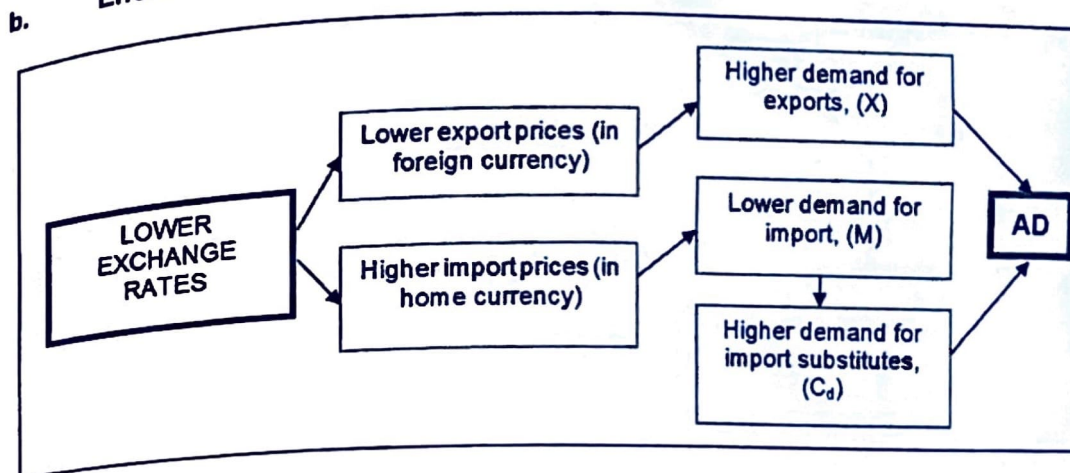 b.
Lower export prices (in
foreign currency)
Higher demand for
exports, (X)
LOWER
EXCHANGE
RATES
Higher import prices (in
home currency)
Lower demand for
import, (M)
Higher demand for
import substitutes,
(Cd)
AD